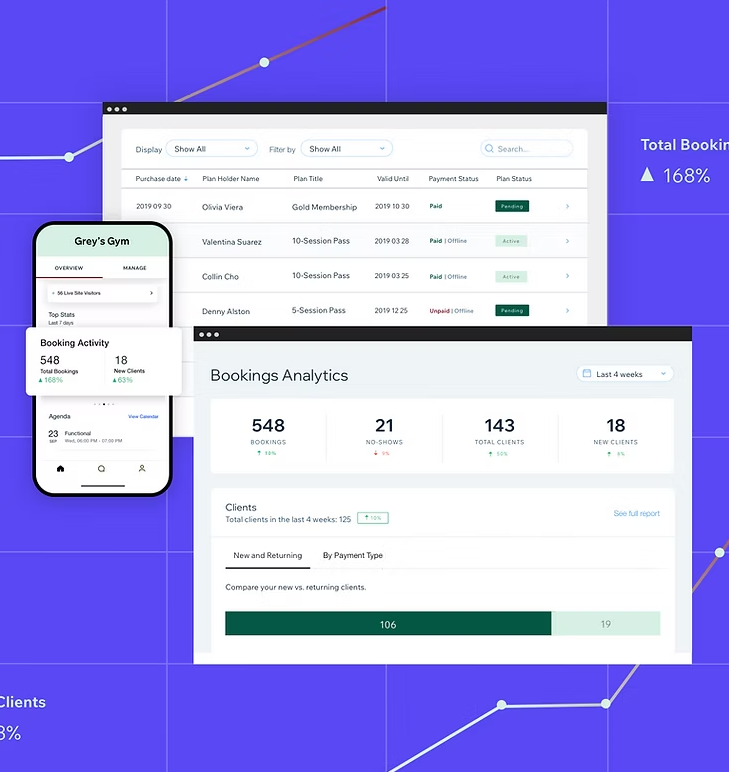 Total Bookin
168%
Display Show All Filter by Show All Search...
Purchase date Plan Holder Name Plan Title Valid Until Payment Status Plan Status
2019 09 30 Olivia Viera Gold Membership 2019 10 30 Paid Pending
Valentina Suarez 10-Session Pass 2019 03 28 Paid | Offline Active
Collin Cho 10-Session Pass 2019 03 25 Paid | Offline Active
Denny Alston 5-Session Pass 2019 12 25 Unpaid | Offline Pending
Grey's Gym
OVERVIEW MANAGE
56 Live Site Visitors
Top Stats
Last 7 days
Booking Activity
548 18
Total Bookings New Clients
168% 63%
Agenda View Calendar
23 Functional
SEP Wed, 06:00 PM - 07:00 PM
Bookings Analytics Last 4 weeks
548 21 143 18
BOOKINGS NO-SHOWS TOTAL CLIENTS NEW CLIENTS
9%
Clients
Total clients in the last 4 weeks: 125
See full report
New and Returning By Payment Type
Compare your new vs. returning clients.
106 19
Clients
8%